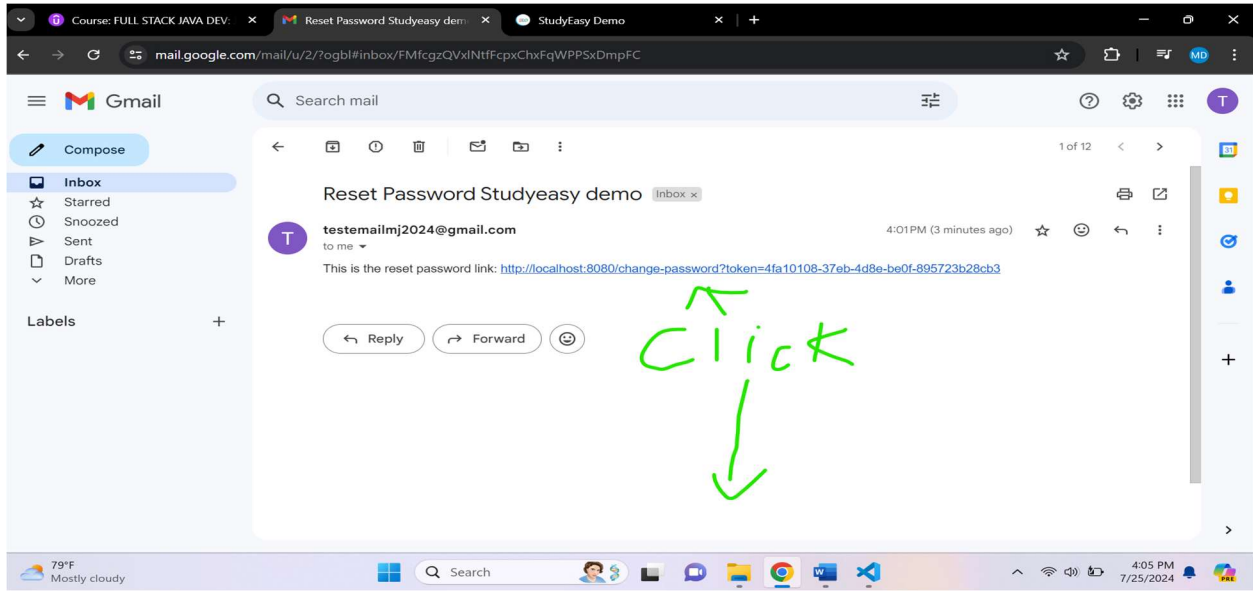 Course: FULL STACK JAVA DEV:
Reset Password Studyeasy dem
StudyEasy Demo
mail.google.com/mail/u/2/?ogbl#inbox/FMfcgzQVxlNtfFcpxChxFqWPPSxDmpFC
MD
Gmail
Search mail
T
Compose
1 of 12
31
Inbox
Starred
Snoozed
Sent
Drafts
More
Labels
Reset Password Studyeasy demo Inbox x
T
testemailmj2024@gmail.com 4:01 PM (3 minutes ago)
to me
This is the reset password link: http://localhost:8080/change-password?token=4fa10108-37eb-4d8e-be0f-895723b28cb3
Reply Forward
Click
79°F
Mostly cloudy
Search
4:05 PM
7/25/2024
PRE